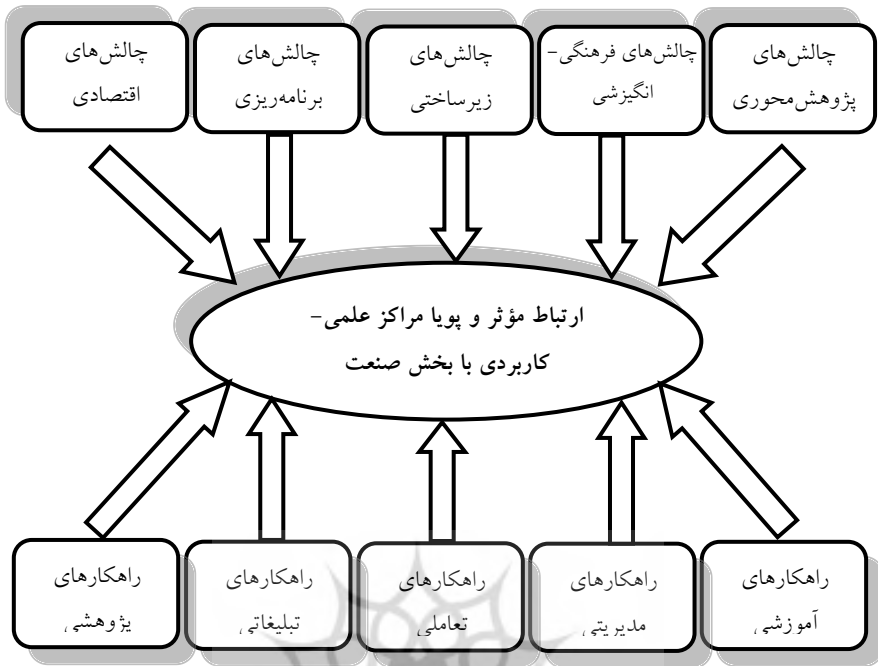 چالش‌های
پژوهش‌محوری
چالش‌های فرهنگی-
انگیزشی
چالش‌های
زیرساختی
چالش‌های
برنامه‌ریزی
چالش‌های
اقتصادی
ارتباط مؤثر و پویا مراکز علمی-
کاربردی با بخش صنعت
راهکارهای
آموزشی
راهکارهای
مدیریتی
راهکارهای
تعاملی
راهکارهای
تبلیغاتی
راهکارهای
پژوهشی